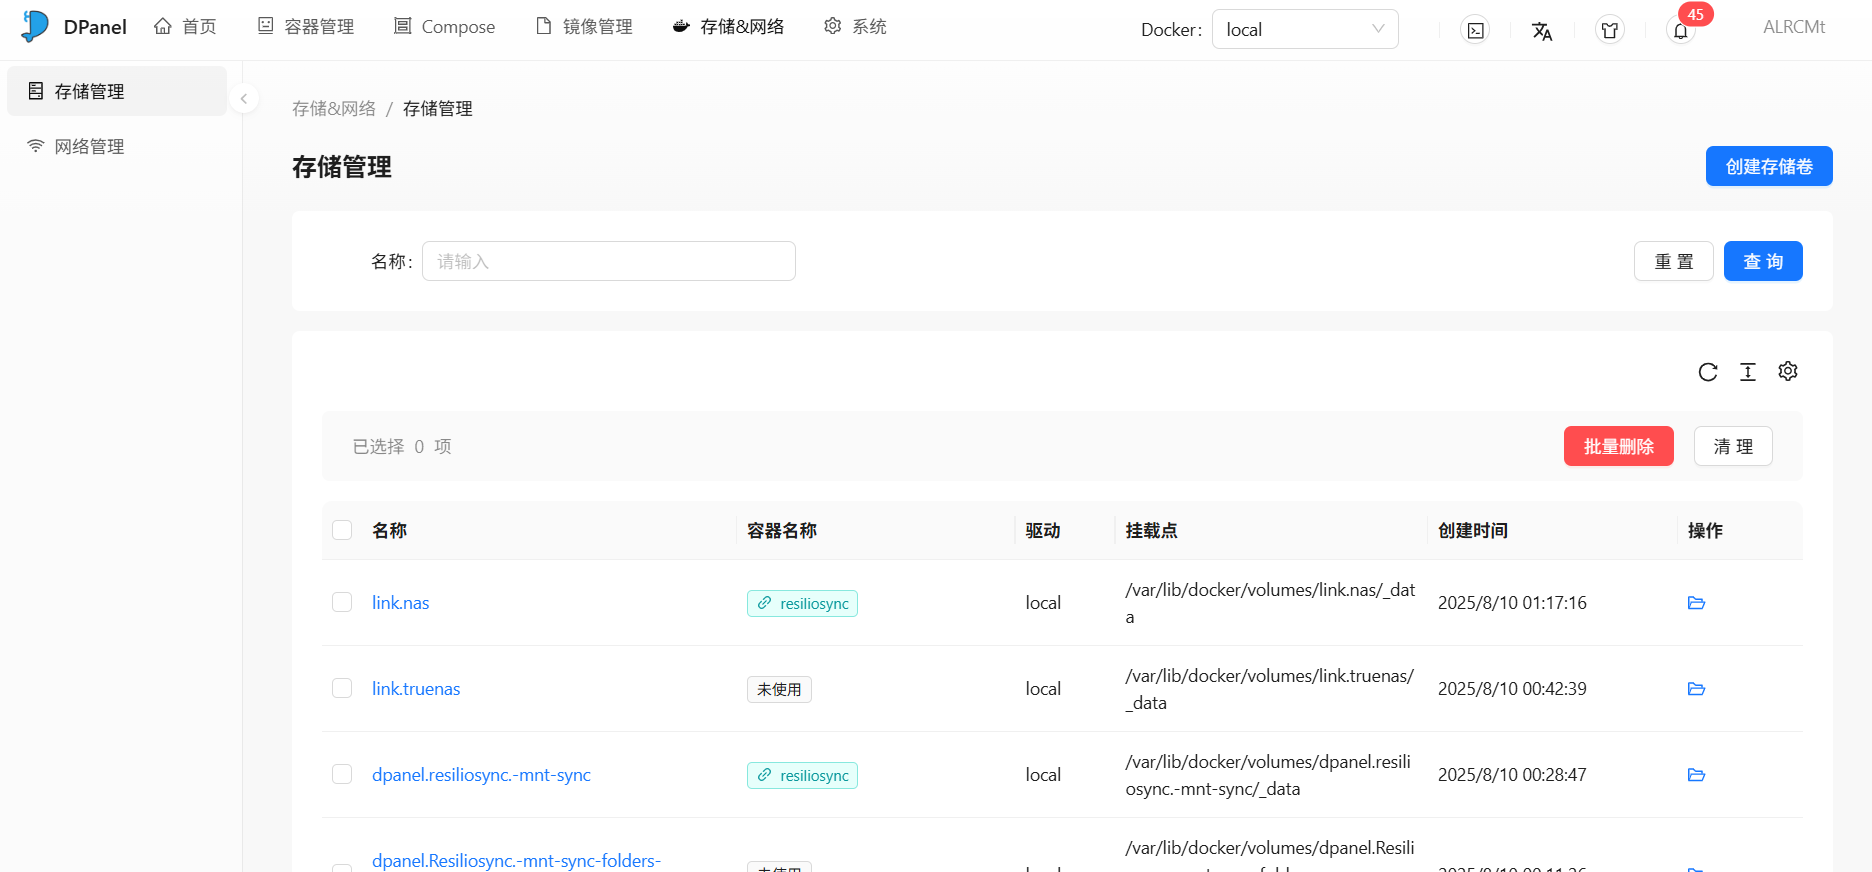 DPanel 首页 容器管理 Compose 镜像管理 存储&网络 系统 Docker: local 45 ALRCMt
存储管理
网络管理
存储&网络 / 存储管理
存储管理
创建存储卷
名称: 请输入 重 置 查 询
已选择 0 项 批量删除 清 理
名称 容器名称 驱动 挂载点 创建时间 操作
link.nas resiliosync local /var/lib/docker/volumes/link.nas/_dat
a 2025/8/10 01:17:16
link.truenas 未使用 local /var/lib/docker/volumes/link.truenas/
_data 2025/8/10 00:42:39
dpanel.resiliosync.-mnt-sync resiliosync local /var/lib/docker/volumes/dpanel.resili
osync.-mnt-sync/_data 2025/8/10 00:28:47
dpanel.Resiliosync.-mnt-sync-folders- /var/lib/docker/volumes/dpanel.Resili